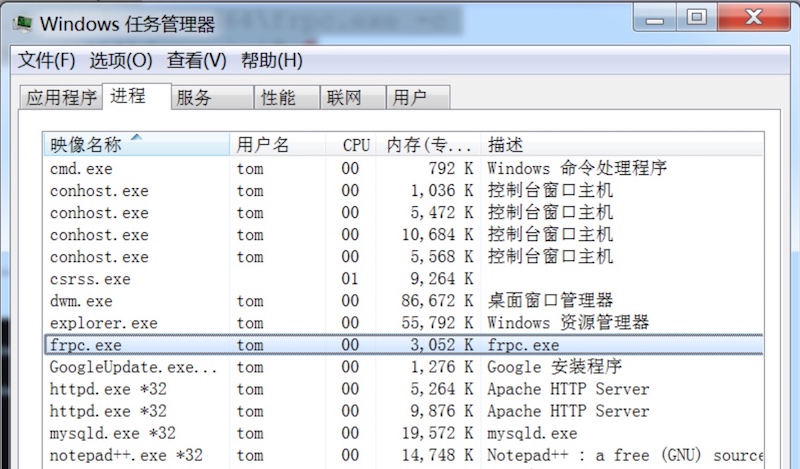 Windows 任务管理器
文件(F) 选项(O) 查看(V) 帮助(H)
应用程序 进程 服务 性能 联网 用户
映像名称 用户名 CPU 内存(专... 描述
cmd.exe tom 00 792 K Windows 命令处理程序
conhost.exe tom 00 1,036 K 控制台窗口主机
conhost.exe tom 00 5,472 K 控制台窗口主机
conhost.exe tom 00 10,684 K 控制台窗口主机
conhost.exe tom 00 5,568 K 控制台窗口主机
csrss.exe 01 9,264 K
dwm.exe tom 00 86,672 K 桌面窗口管理器
explorer.exe tom 00 55,792 K Windows 资源管理器
frpc.exe tom 00 3,052 K frpc.exe
GoogleUpdate.exe... tom 00 1,276 K Google 安装程序
httpd.exe *32 tom 00 5,264 K Apache HTTP Server
httpd.exe *32 tom 00 9,876 K Apache HTTP Server
mysqld.exe *32 tom 00 19,572 K mysqld.exe
notepad++.exe *32 tom 00 14,748 K Notepad++ : a free (GNU) source